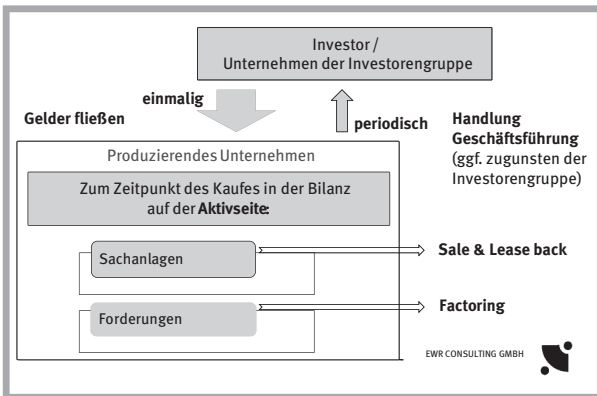 Investor /
Unternehmen der Investorengruppe
einmalig
Gelder fließen
periodisch
Handlung
Geschäftsführung
(ggf. zugunsten der
Investorengruppe)
Produzierendes Unternehmen
Zum Zeitpunkt des Kaufes in der Bilanz
auf der Aktivseite:
Sachanlagen
Sale & Lease back
Forderungen
Factoring
EWR CONSULTING GMBH